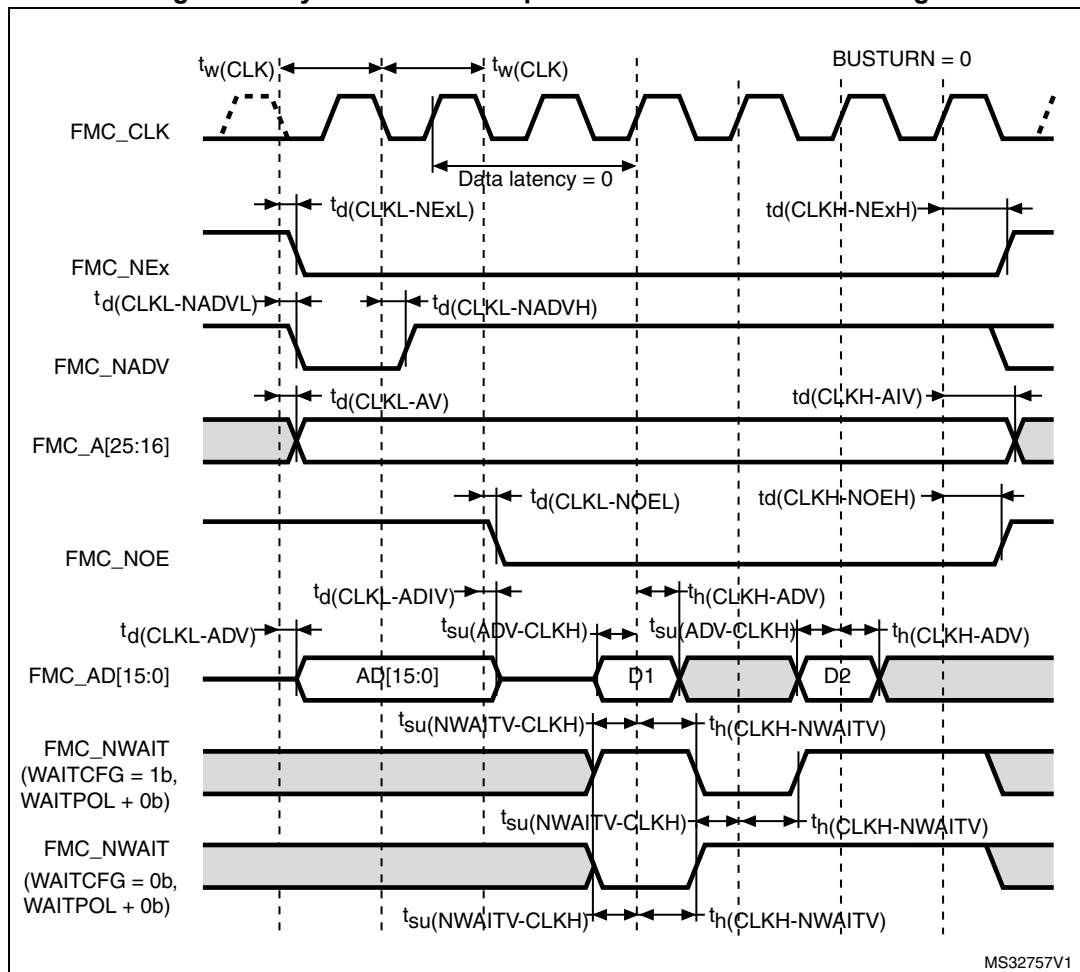 tw(CLK) tw(CLK) BUSTURN = 0
FMC_CLK
Data latency = 0
td(CLKL-NExL) td(CLKH-NExH)
FMC_NEx
td(CLKL-NADVL) td(CLKL-NADVH)
FMC_NADV
td(CLKL-AV) td(CLKH-AIV)
FMC_A[25:16]
td(CLKL-NOEL) td(CLKH-NOEH)
FMC_NOE
td(CLKL-ADIV) th(CLKH-ADV)
td(CLKL-ADV) tsu(ADV-CLKH) tsu(ADV-CLKH) th(CLKH-ADV)
FMC_AD[15:0] AD[15:0] D1 D2
tsu(NWAITV-CLKH) th(CLKH-NWAITV)
FMC_NWAIT
(WAITCFG = 1b,
WAITPOL + 0b)
tsu(NWAITV-CLKH) th(CLKH-NWAITV)
FMC_NWAIT
(WAITCFG = 0b,
WAITPOL + 0b)
tsu(NWAITV-CLKH) th(CLKH-NWAITV)
MS32757V1